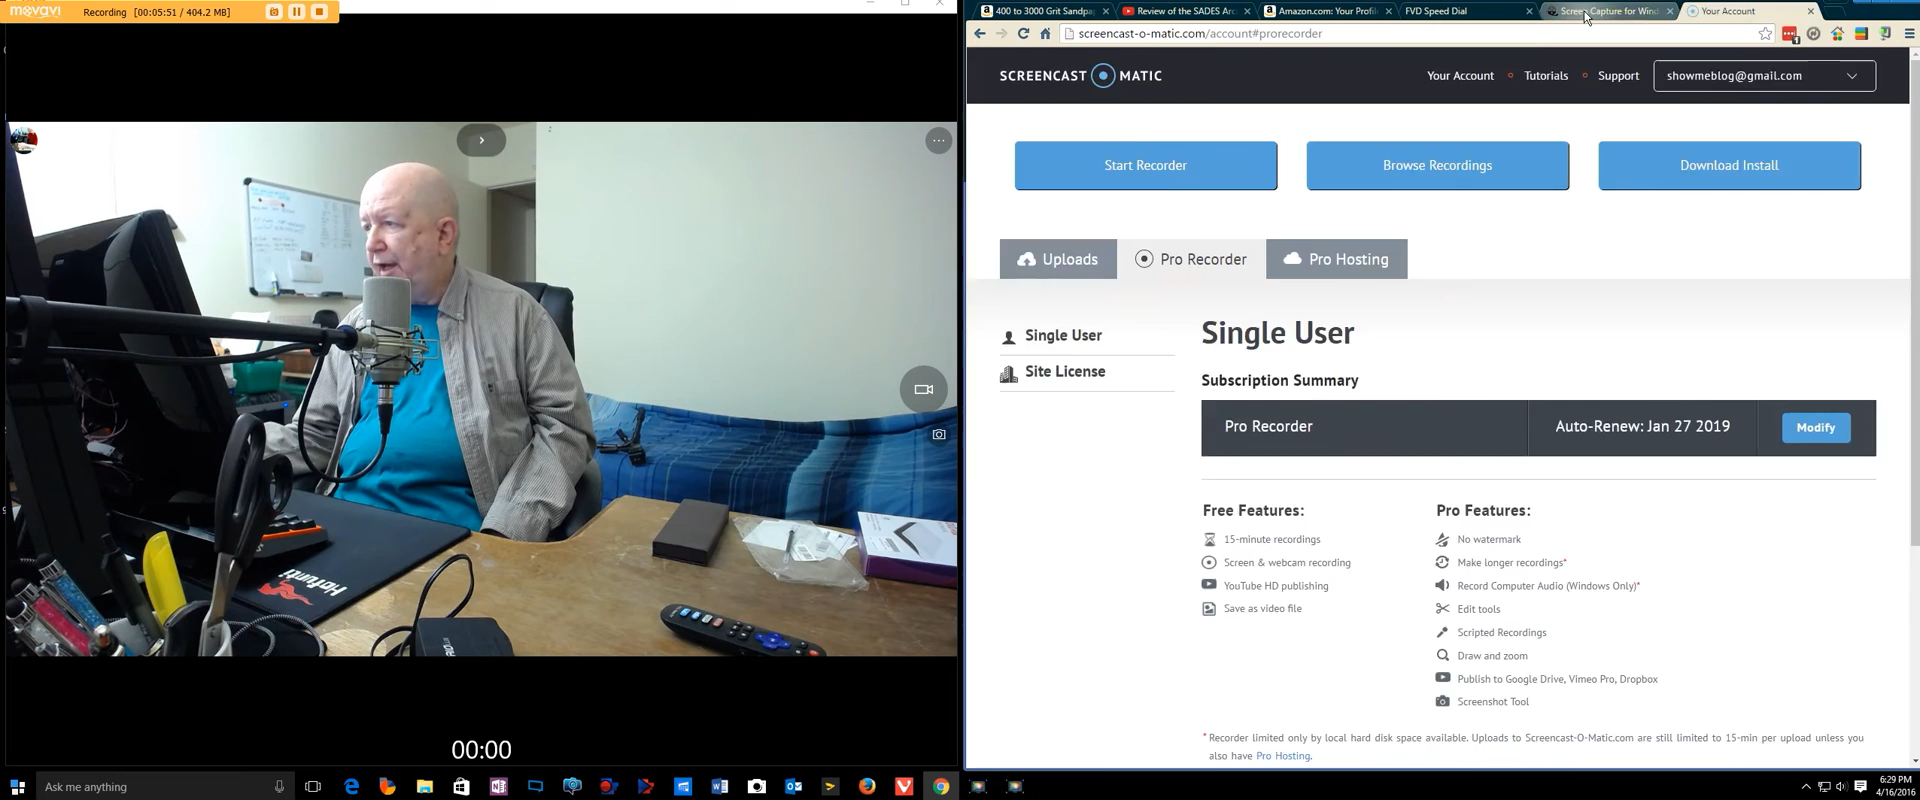 movavi
Recording [00:05:51 / 404.2 MB]
400 to 3000 Grit Sandpap
Review of the SADES Arc
Amazon.com: Your Profil
FVD Speed Dial
Screen Capture for Wind
Your Account
screencast-o-matic.com/account#prorecorder
SCREENCAST MATIC
Your Account
Tutorials
Support
showmeblog@gmail.com
Start Recorder
Browse Recordings
Download Install
Uploads
Pro Recorder
Pro Hosting
Single User
Site License
Single User
Subscription Summary
Pro Recorder
Auto-Renew: Jan 27 2019
Modify
Free Features:
15-minute recordings
Screen & webcam recording
YouTube HD publishing
Save as video file
Pro Features:
No watermark
Make longer recordings*
Record Computer Audio (Windows Only)*
Edit tools
Scripted Recordings
Draw and zoom
Publish to Google Drive, Vimeo Pro, Dropbox
Screenshot Tool
* Recorder limited only by local hard disk space available. Uploads to Screencast-O-Matic.com are still limited to 15-min per upload unless you
also have Pro Hosting.
Hofunti
00:00
Ask me anything
6:29 PM
4/16/2016